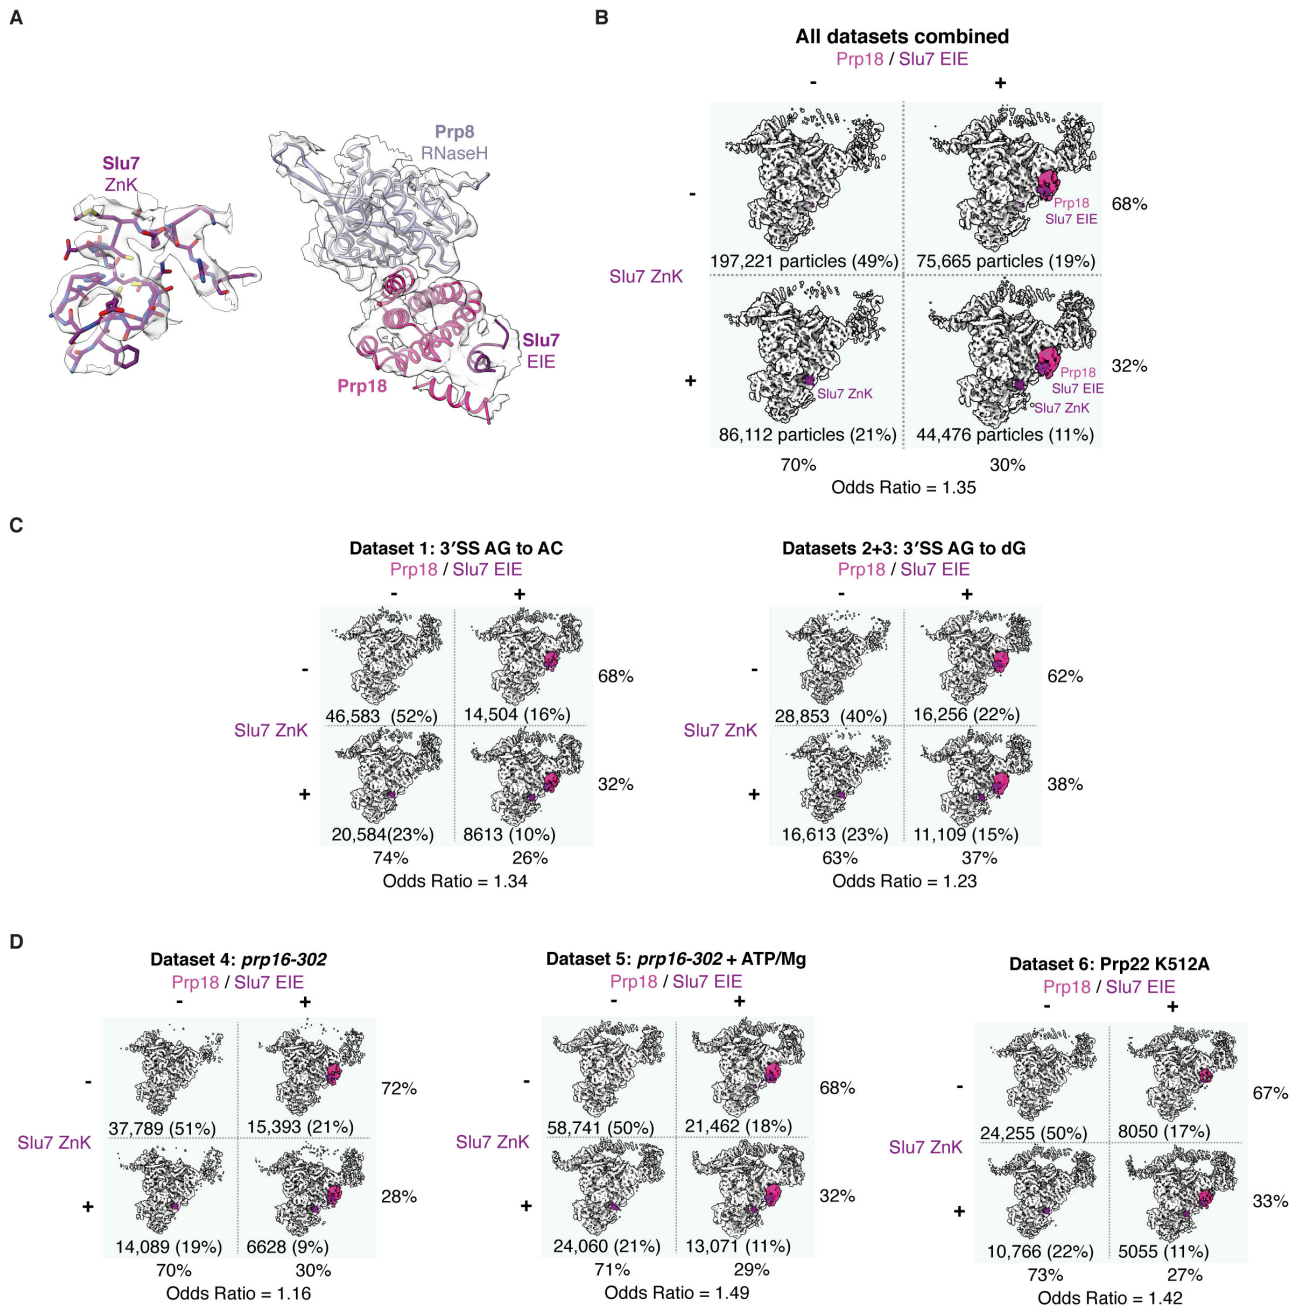 A
Slu7
ZnK
Prp8
RNaseH
Slu7
EIE
Prp18
B
All datasets combined
Prp18 / Slu7 EIE
- +
-
Prp18
Slu7 EIE
68%
197,221 particles (49%) 75,665 particles (19%)
Slu7 ZnK
+
Slu7 ZnK
Prp18
Slu7 EIE
Slu7 ZnK
32%
86,112 particles (21%) 44,476 particles (11%)
70% 30%
Odds Ratio = 1.35
C
Dataset 1: 3′SS AG to AC
Prp18 / Slu7 EIE
- +
-
68%
46,583 (52%) 14,504 (16%)
Slu7 ZnK
+
32%
20,584(23%) 8613 (10%)
74% 26%
Odds Ratio = 1.34
Datasets 2+3: 3′SS AG to dG
Prp18 / Slu7 EIE
- +
-
62%
28,853 (40%) 16,256 (22%)
Slu7 ZnK
+
38%
16,613 (23%) 11,109 (15%)
63% 37%
Odds Ratio = 1.23
D
Dataset 4: prp16-302
Prp18 / Slu7 EIE
- +
-
72%
37,789 (51%) 15,393 (21%)
Slu7 ZnK
+
28%
14,089 (19%) 6628 (9%)
70% 30%
Odds Ratio = 1.16
Dataset 5: prp16-302 + ATP/Mg
Prp18 / Slu7 EIE
- +
-
68%
58,741 (50%) 21,462 (18%)
Slu7 ZnK
+
32%
24,060 (21%) 13,071 (11%)
71% 29%
Odds Ratio = 1.49
Dataset 6: Prp22 K512A
Prp18 / Slu7 EIE
- +
-
67%
24,255 (50%) 8050 (17%)
Slu7 ZnK
+
33%
10,766 (22%) 5055 (11%)
73% 27%
Odds Ratio = 1.42